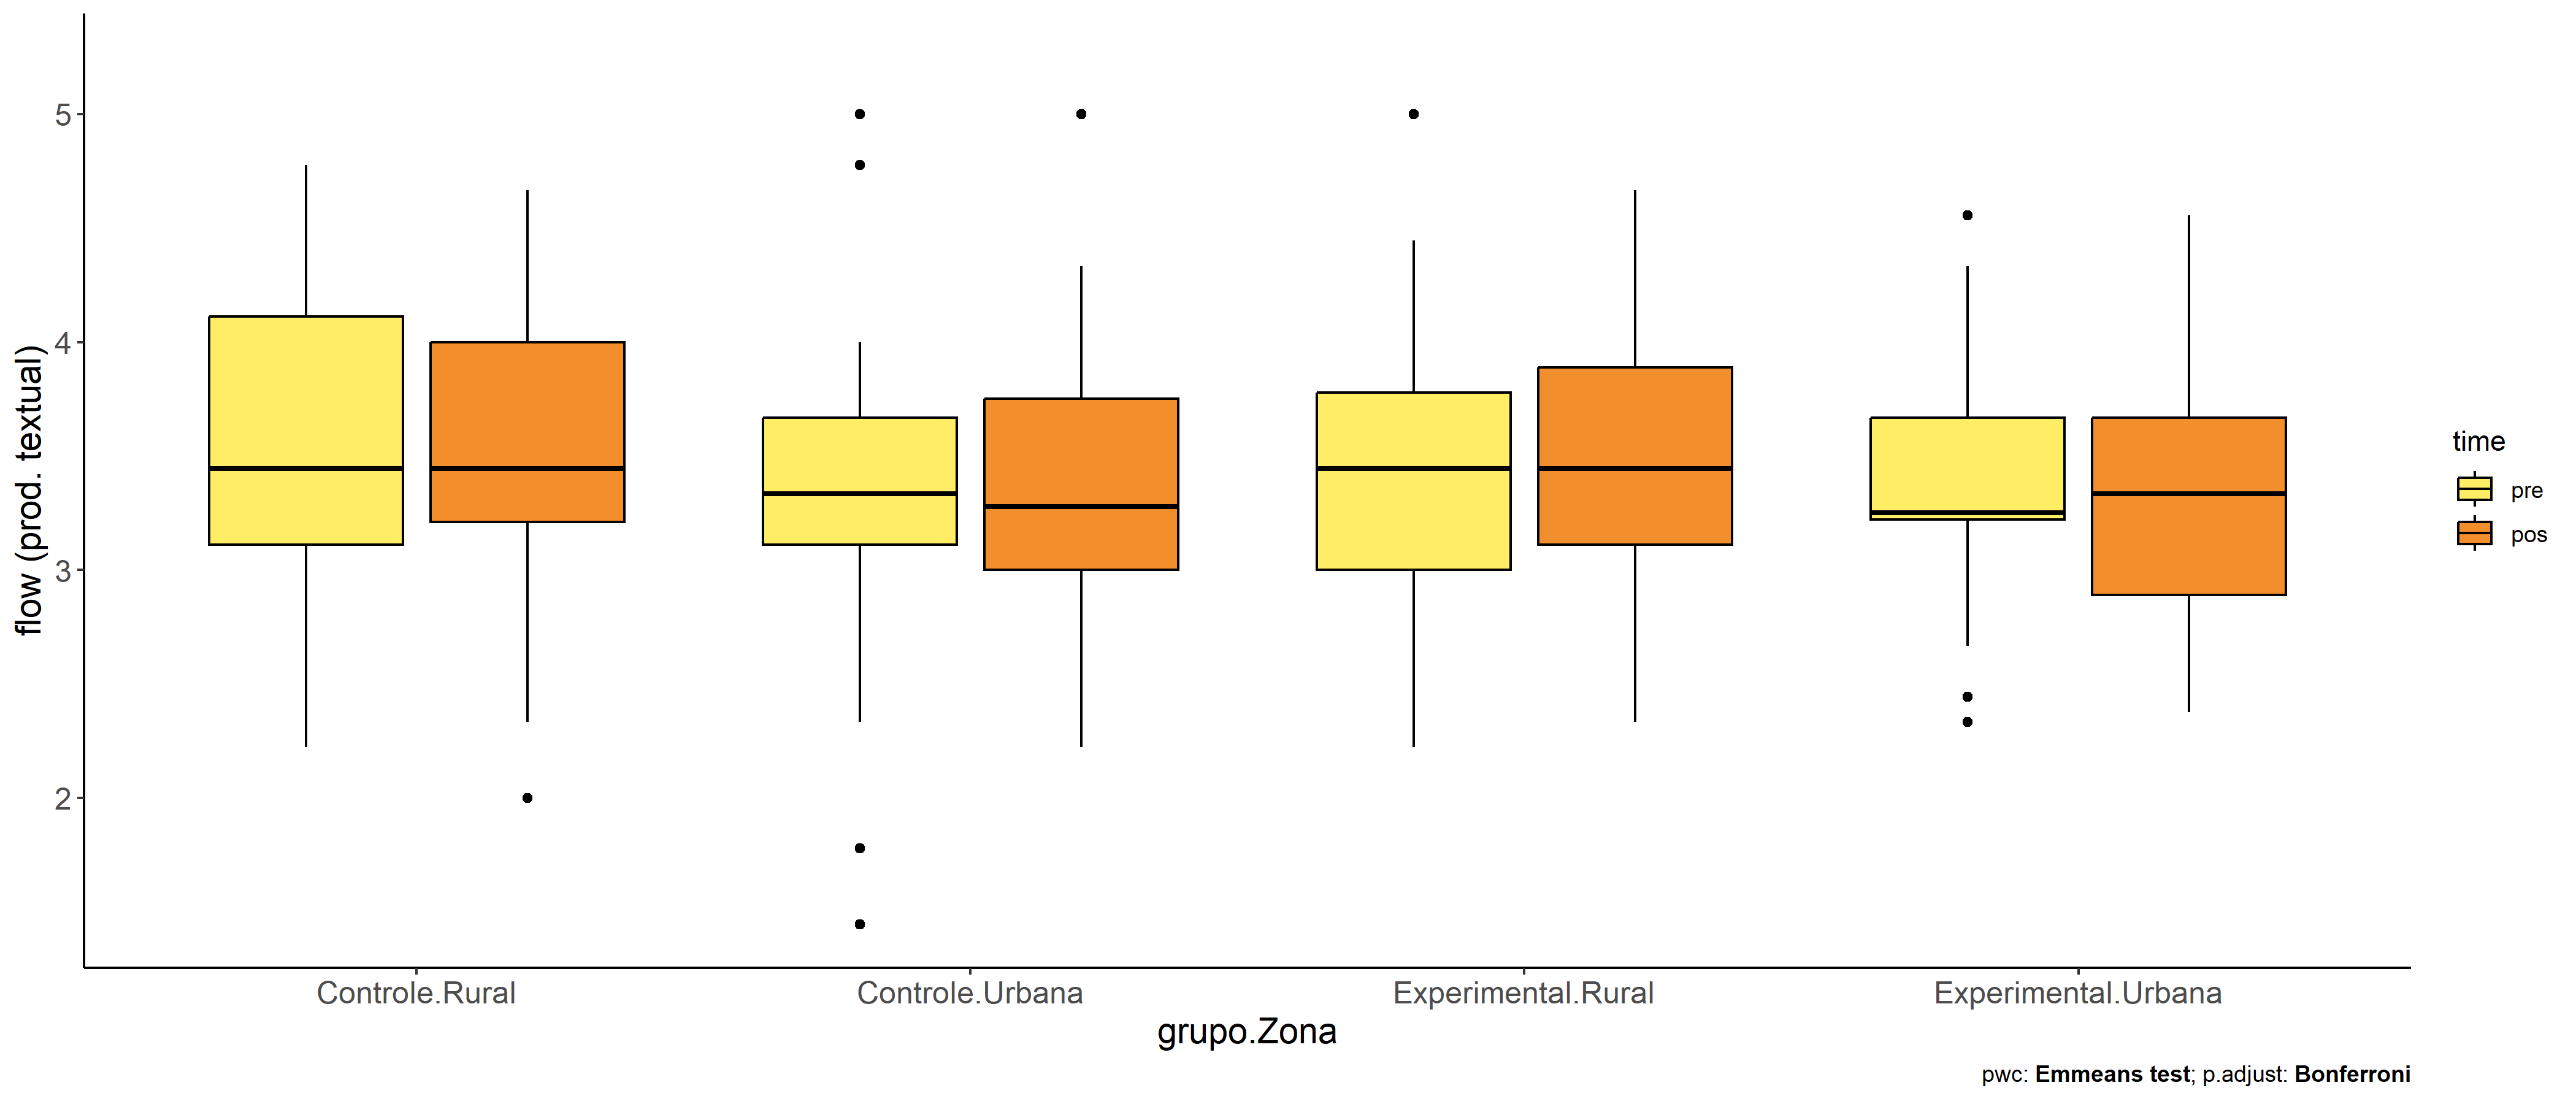 flow (prod. textual)
5
4
3
2
Controle.Rural
Controle.Urbana
Experimental.Rural
Experimental.Urbana
grupo.Zona
time
pre
pos
pwc: Emmeans test; p.adjust: Bonferroni